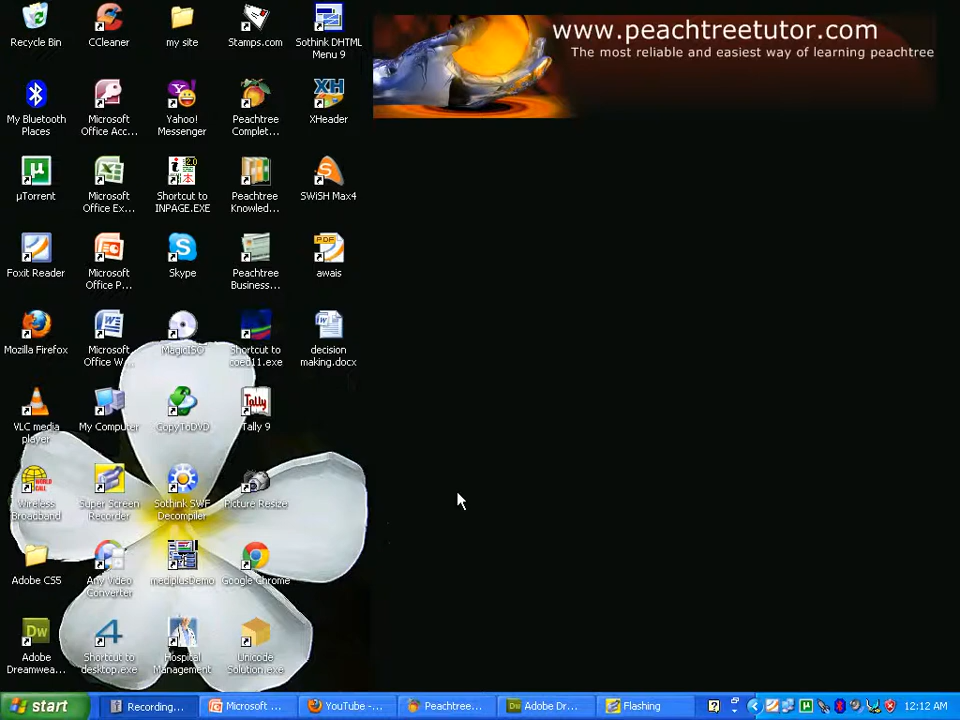 www.peachtreetutor.com
The most reliable and easiest way of learning peachtree
Recycle Bin
CCleaner
my site
Stamps.com
Sothink DHTML
Menu 9
My Bluetooth
Places
Microsoft
Office Acc...
Yahoo!
Messenger
Peachtree
Complet...
XH
XHeader
µTorrent
Microsoft
Office Ex...
Shortcut to
INPAGE.EXE
Peachtree
Knowled...
SWiSH Max4
Foxit Reader
Microsoft
Office P...
Skype
Peachtree
Business...
PDF
awais
Mozilla Firefox
Microsoft
Office W...
MagicISO
Shortcut to
coed11.exe
decision
making.docx
VLC media
player
My Computer
CopyToDVD
Tally
Tally 9
WORLD
CALL
Wireless
Broadband
Super Screen
Recorder
Sothink SWF
Decompiler
Picture Resize
Adobe CS5
Any Video
Converter
mediplusDemo
Google Chrome
Dw
Adobe
Dreamwea...
Shortcut to
desktop.exe
Hospital
Management
Unicode
Solution.exe
start
Recording...
Microsoft ...
YouTube -...
Peachtree...
Adobe Dr...
Flashing
12:12 AM